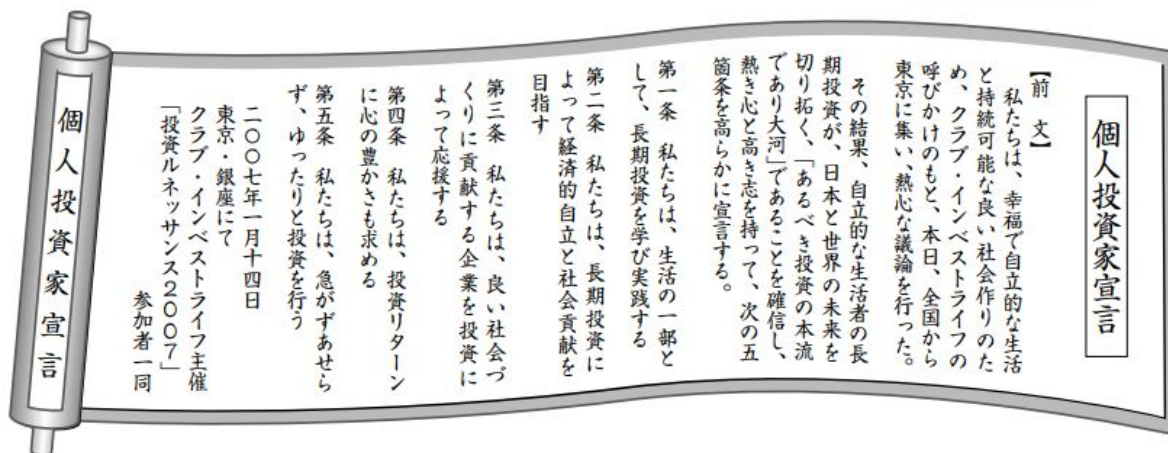 個人投資家宣言
【前 文】
私たちは、幸福で自立的な生活
と持続可能な良い社会作りのた
め、クラブ・インベストライフの
呼びかけのもと、本日、全国から
東京に集い、熱心な議論を行った。
その結果、自立的な生活者の長
期投資が、日本と世界の未来を
切り拓く、「あるべき投資の本流
であり大河」であることを確信し、
熱き心と高き志を持って、次の五
箇条を高らかに宣言する。
第一条 私たちは、生活の一部と
して、長期投資を学び実践する
第二条 私たちは、長期投資に
よって経済的自立と社会貢献を
目指す
第三条 私たちは、良い社会づ
くりに貢献する企業を投資に
よって応援する
第四条 私たちは、投資リターン
に心の豊かさも求める
第五条 私たちは、急がずあせら
ず、ゆったりと投資を行う
二〇〇七年一月十四日
東京・銀座にて
クラブ・インベストライフ主催
「投資ルネッサンス2007」
参加者一同
個人投資家宣言